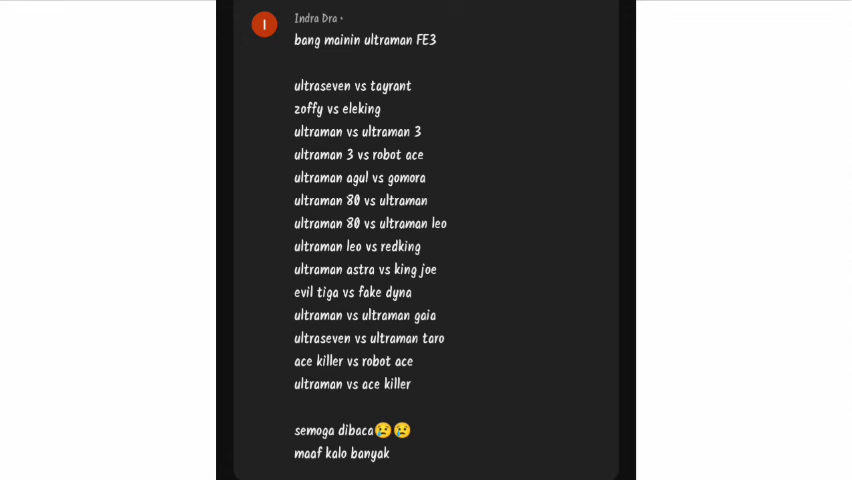 I
Indra Dra •
bang mainin ultraman FE3
ultraseven vs tayrant
zoffy vs eleking
ultraman vs ultraman 3
ultraman 3 vs robot ace
ultraman agul vs gomora
ultraman 80 vs ultraman
ultraman 80 vs ultraman leo
ultraman leo vs redking
ultraman astra vs king joe
evil tiga vs fake dyna
ultraman vs ultraman gaia
ultraseven vs ultraman taro
ace killer vs robot ace
ultraman vs ace killer
semoga dibaca😢😢
maaf kalo banyak